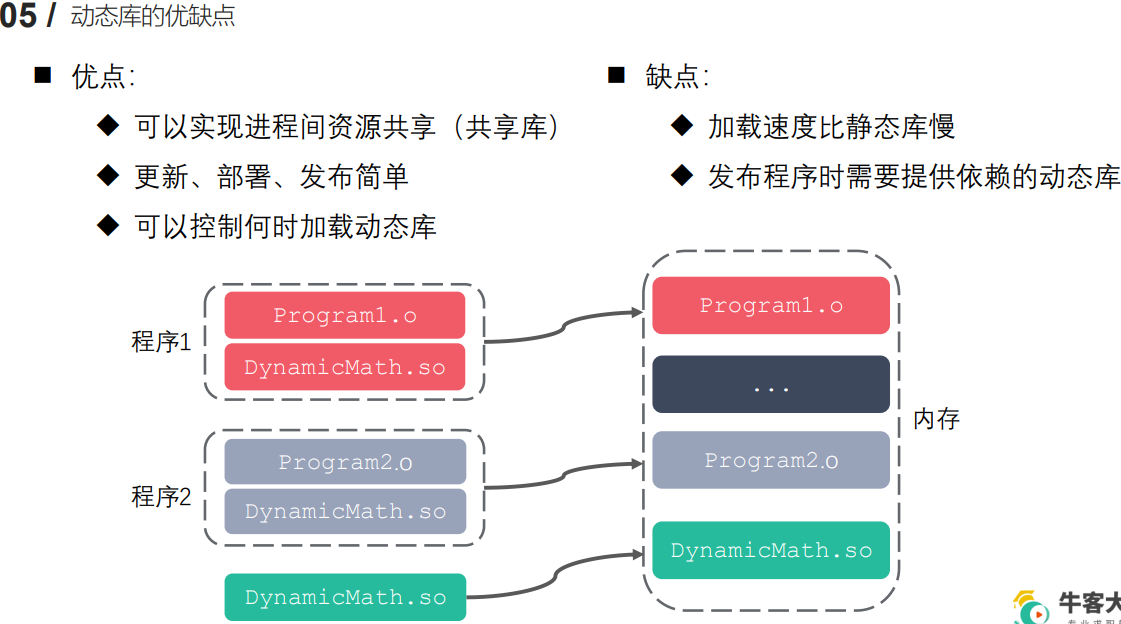 05 / 动态库的优缺点
■ 优点：
◆ 可以实现进程间资源共享（共享库）
◆ 更新、部署、发布简单
◆ 可以控制何时加载动态库
■ 缺点：
◆ 加载速度比静态库慢
◆ 发布程序时需要提供依赖的动态库
程序1
Program1.o
DynamicMath.so
程序2
Program2.o
DynamicMath.so
DynamicMath.so
Program1.o
...
Program2.o
DynamicMath.so
内存
牛客大